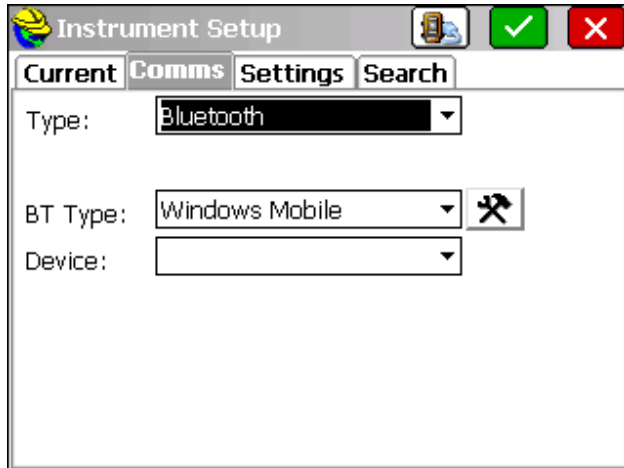 Instrument Setup
Current Comms Settings Search
Type: Bluetooth
BT Type: Windows Mobile
Device: